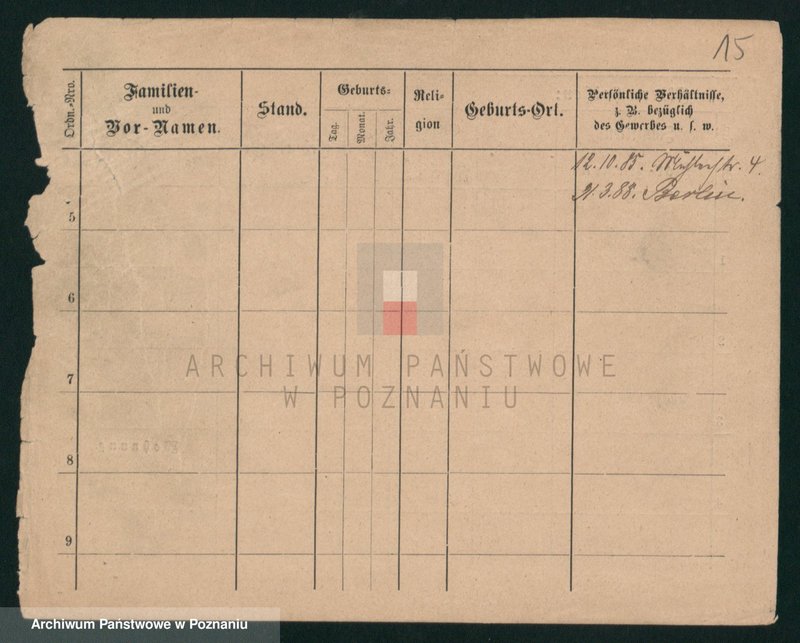 15
Ordn.-Nro.
Familien-
und
Vor-Namen.
Stand.
Geburts-
Tag.
Monat.
Jahr.
Reli-
gion
Geburts-Ort.
Persönliche Verhältnisse,
z. B. bezüglich
des Gewerbes u. s. w.
12.10.85. Mühlenstr. 4.
21.3.88. Berlin.
5
6
7
8
9
ARCHIWUM PAŃSTWOWE
W POZNANIU
Archiwum Państwowe w Poznaniu